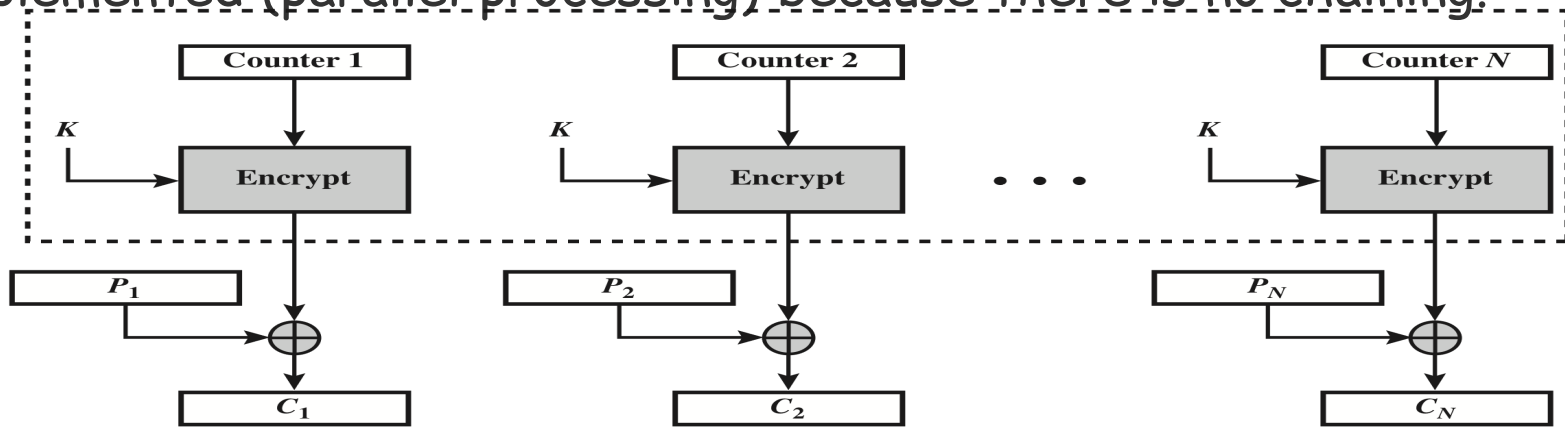 (parallel processing) because there is no chaining.
Counter 1 Counter 2 Counter N
K K K
Encrypt Encrypt • • • Encrypt
P1 P2 PN
C1 C2 CN